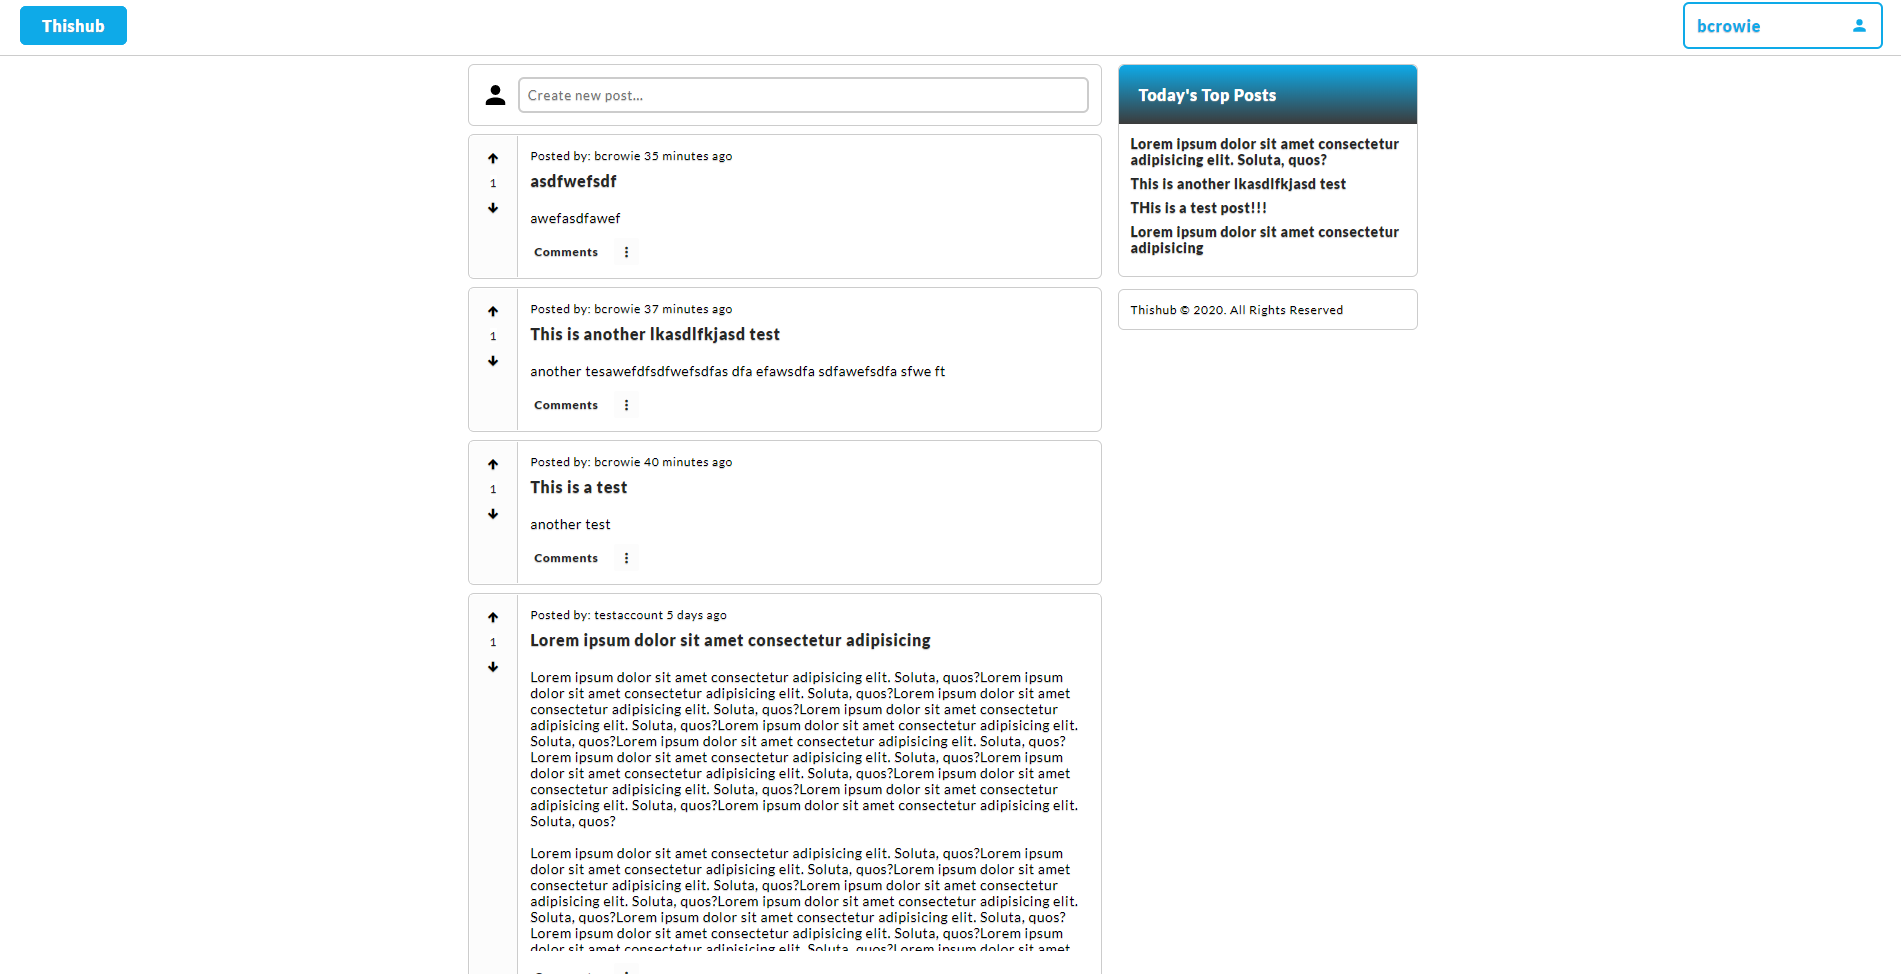 Thishub
bcrowie
Create new post...
Posted by: bcrowie 35 minutes ago
1
asdfwefsdf
awefasdfawef
Comments
Posted by: bcrowie 37 minutes ago
1
This is another lkasdlfkjasd test
another tesawefdfsdfwefsdfas dfa efawsdfa sdfawefsdfa sfwe ft
Comments
Posted by: bcrowie 40 minutes ago
1
This is a test
another test
Comments
Posted by: testaccount 5 days ago
1
Lorem ipsum dolor sit amet consectetur adipisicing
Lorem ipsum dolor sit amet consectetur adipisicing elit. Soluta, quos?Lorem ipsum
dolor sit amet consectetur adipisicing elit. Soluta, quos?Lorem ipsum dolor sit amet
consectetur adipisicing elit. Soluta, quos?Lorem ipsum dolor sit amet consectetur
adipisicing elit. Soluta, quos?Lorem ipsum dolor sit amet consectetur adipisicing elit.
Soluta, quos?Lorem ipsum dolor sit amet consectetur adipisicing elit. Soluta, quos?
Lorem ipsum dolor sit amet consectetur adipisicing elit. Soluta, quos?Lorem ipsum
dolor sit amet consectetur adipisicing elit. Soluta, quos?Lorem ipsum dolor sit amet
consectetur adipisicing elit. Soluta, quos?Lorem ipsum dolor sit amet consectetur
adipisicing elit. Soluta, quos?Lorem ipsum dolor sit amet consectetur adipisicing elit.
Soluta, quos?
Lorem ipsum dolor sit amet consectetur adipisicing elit. Soluta, quos?Lorem ipsum
dolor sit amet consectetur adipisicing elit. Soluta, quos?Lorem ipsum dolor sit amet
consectetur adipisicing elit. Soluta, quos?Lorem ipsum dolor sit amet consectetur
adipisicing elit. Soluta, quos?Lorem ipsum dolor sit amet consectetur adipisicing elit.
Soluta, quos?Lorem ipsum dolor sit amet consectetur adipisicing elit. Soluta, quos?
Lorem ipsum dolor sit amet consectetur adipisicing elit. Soluta, quos?Lorem ipsum
dolor sit amet consectetur adipisicing elit. Soluta, quos?Lorem ipsum dolor sit amet
Today's Top Posts
Lorem ipsum dolor sit amet consectetur
adipisicing elit. Soluta, quos?
This is another lkasdlfkjasd test
THis is a test post!!!
Lorem ipsum dolor sit amet consectetur
adipisicing
Thishub © 2020. All Rights Reserved